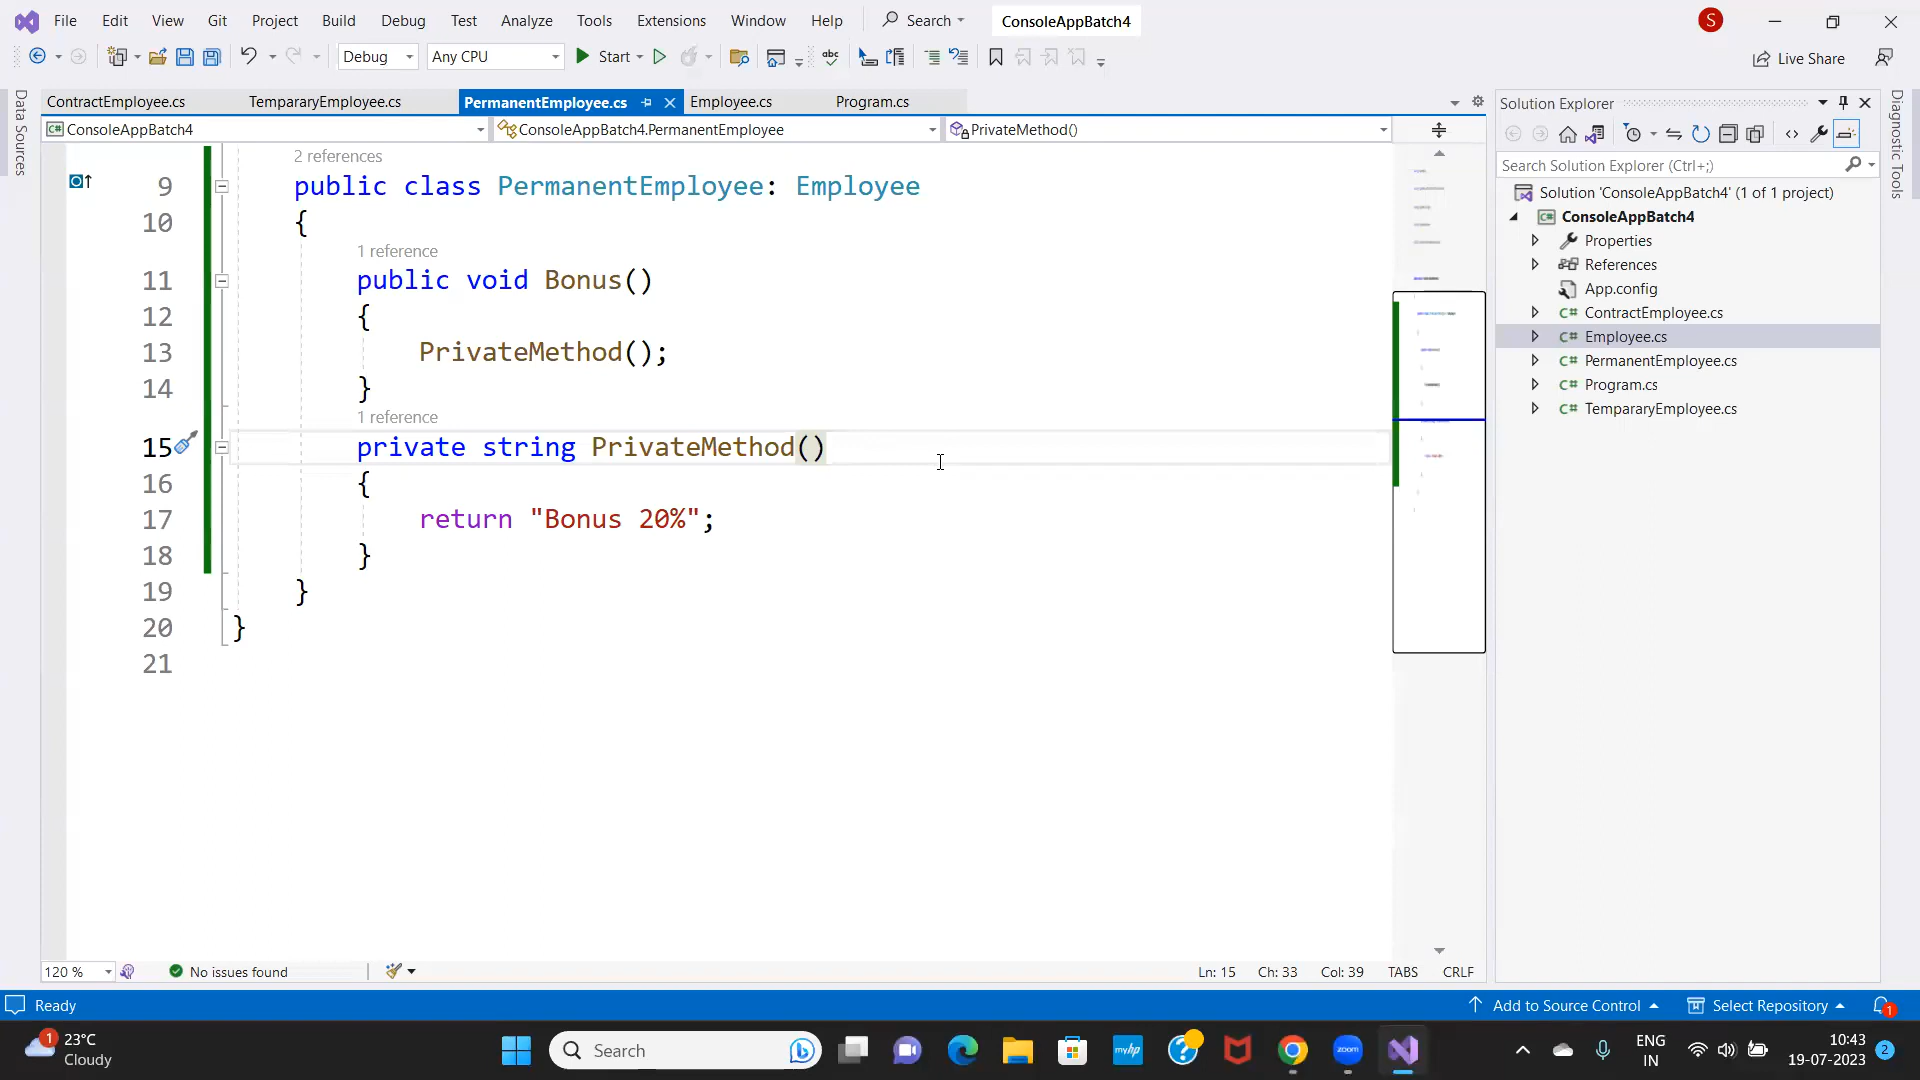 File Edit View Git Project Build Debug Test Analyze Tools Extensions Window Help Search ConsoleAppBatch4 S
Debug Any CPU Start Live Share
ContractEmployee.cs TempararyEmployee.cs PermanentEmployee.cs Employee.cs Program.cs
ConsoleAppBatch4 ConsoleAppBatch4.PermanentEmployee PrivateMethod()
Data Sources
2 references
9 public class PermanentEmployee: Employee
10 {
1 reference
11 public void Bonus()
12 {
13 PrivateMethod();
14 }
1 reference
15 private string PrivateMethod()
16 {
17 return "Bonus 20%";
18 }
19 }
20 }
21
Solution Explorer
Search Solution Explorer (Ctrl+;)
Solution 'ConsoleAppBatch4' (1 of 1 project)
ConsoleAppBatch4
Properties
References
App.config
C# ContractEmployee.cs
C# Employee.cs
C# PermanentEmployee.cs
C# Program.cs
C# TempararyEmployee.cs
Diagnostic Tools
120 % No issues found Ln: 15 Ch: 33 Col: 39 TABS CRLF
Ready Add to Source Control Select Repository 1
1 23°C
Cloudy
Search
myhp
zoom
ENG
IN
10:43
19-07-2023
2